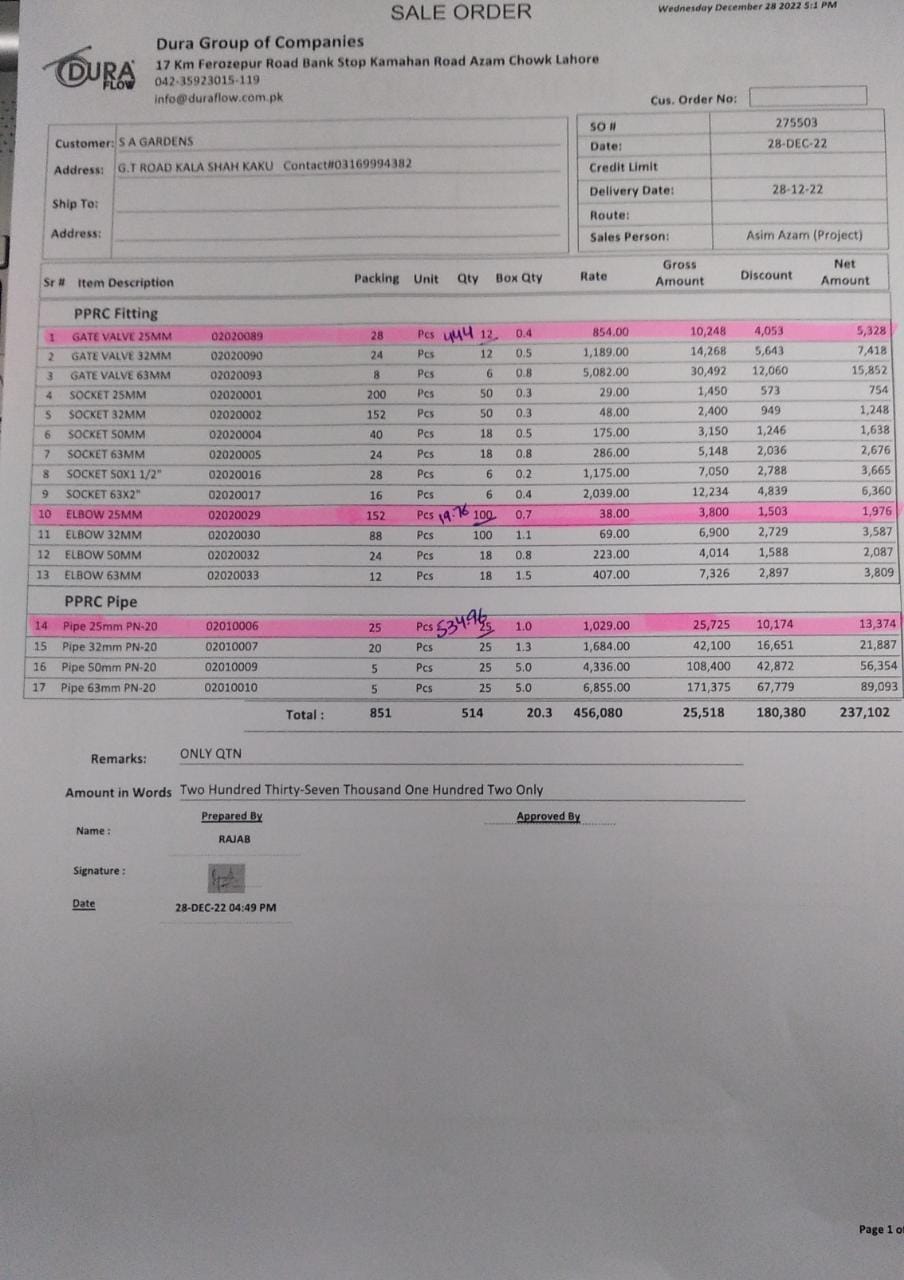 SALE ORDER
Wednesday December 28 2022 5:1 PM
DURA FLOW
Dura Group of Companies
17 Km Ferozepur Road Bank Stop Kamahan Road Azam Chowk Lahore
042-35923015-119
info@duraflow.com.pk
Cus. Order No:
Customer: S A GARDENS
Address: G.T ROAD KALA SHAH KAKU Contact#03169994382
Ship To:
Address:
SO # 275503
Date: 28-DEC-22
Credit Limit
Delivery Date: 28-12-22
Route:
Sales Person: Asim Azam (Project)
Sr # Item Description Packing Unit Qty Box Qty Rate Gross Amount Discount Net Amount
PPRC Fitting
1 GATE VALVE 25MM 02020089 28 Pcs 444 12 0.4 854.00 10,248 4,053 5,328
2 GATE VALVE 32MM 02020090 24 Pcs 12 0.5 1,189.00 14,268 5,643 7,418
3 GATE VALVE 63MM 02020093 8 Pcs 6 0.8 5,082.00 30,492 12,060 15,852
4 SOCKET 25MM 02020001 200 Pcs 50 0.3 29.00 1,450 573 754
5 SOCKET 32MM 02020002 152 Pcs 50 0.3 48.00 2,400 949 1,248
6 SOCKET 50MM 02020004 40 Pcs 18 0.5 175.00 3,150 1,246 1,638
7 SOCKET 63MM 02020005 24 Pcs 18 0.8 286.00 5,148 2,036 2,676
8 SOCKET 50X1 1/2" 02020016 28 Pcs 6 0.2 1,175.00 7,050 2,788 3,665
9 SOCKET 63X2" 02020017 16 Pcs 6 0.4 2,039.00 12,234 4,839 6,360
10 ELBOW 25MM 02020029 152 Pcs 19.76 100 0.7 38.00 3,800 1,503 1,976
11 ELBOW 32MM 02020030 88 Pcs 100 1.1 69.00 6,900 2,729 3,587
12 ELBOW 50MM 02020032 24 Pcs 18 0.8 223.00 4,014 1,588 2,087
13 ELBOW 63MM 02020033 12 Pcs 18 1.5 407.00 7,326 2,897 3,809
PPRC Pipe
14 Pipe 25mm PN-20 02010006 25 Pcs 534.96 25 1.0 1,029.00 25,725 10,174 13,374
15 Pipe 32mm PN-20 02010007 20 Pcs 25 1.3 1,684.00 42,100 16,651 21,887
16 Pipe 50mm PN-20 02010009 5 Pcs 25 5.0 4,336.00 108,400 42,872 56,354
17 Pipe 63mm PN-20 02010010 5 Pcs 25 5.0 6,855.00 171,375 67,779 89,093
Total : 851 514 20.3 456,080 25,518 180,380 237,102
Remarks: ONLY QTN
Amount in Words Two Hundred Thirty-Seven Thousand One Hundred Two Only
Prepared By Approved By
Name : RAJAB
Signature :
Date 28-DEC-22 04:49 PM
Page 1 of